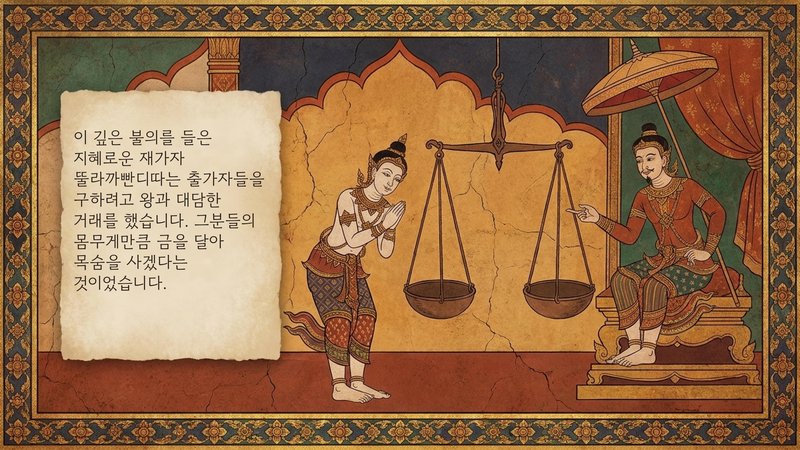 이 깊은 불의를 들은
지혜로운 재가자
뚤라까빤디따는 출가자들을
구하려고 왕과 대담한
거래를 했습니다. 그분들의
몸무게만큼 금을 달아
목숨을 사겠다는
것이었습니다.